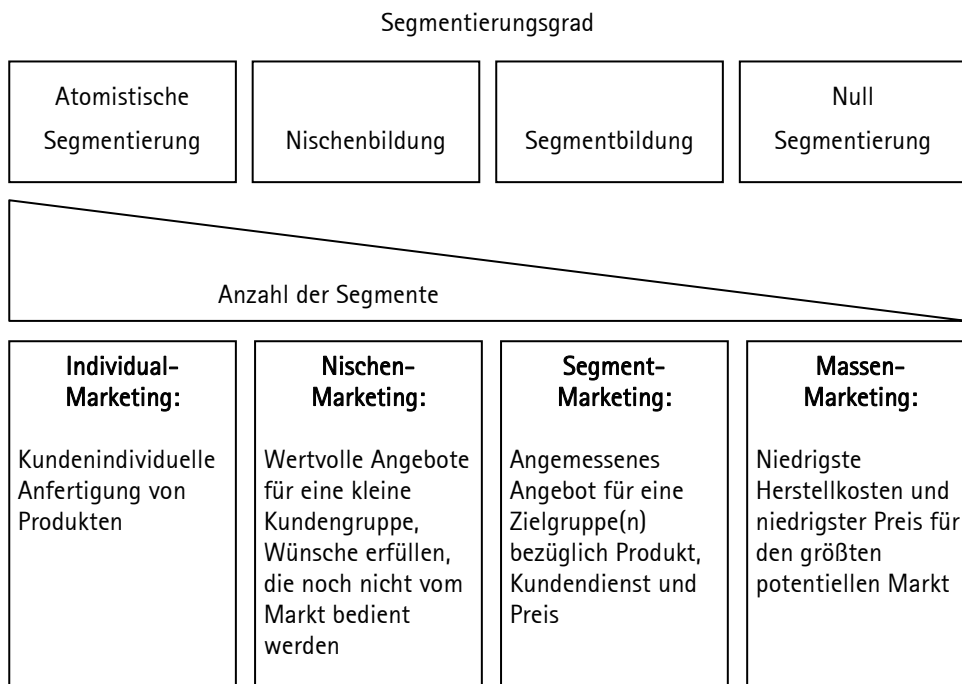 Segmentierungsgrad
Atomistische
Segmentierung
Nischenbildung
Segmentbildung
Null
Segmentierung
Anzahl der Segmente
Individual-
Marketing:
Kundenindividuelle
Anfertigung von
Produkten
Nischen-
Marketing:
Wertvolle Angebote
für eine kleine
Kundengruppe,
Wünsche erfüllen,
die noch nicht vom
Markt bedient
werden
Segment-
Marketing:
Angemessenes
Angebot für eine
Zielgruppe(n)
bezüglich Produkt,
Kundendienst und
Preis
Massen-
Marketing:
Niedrigste
Herstellkosten und
niedrigster Preis für
den größten
potentiellen Markt